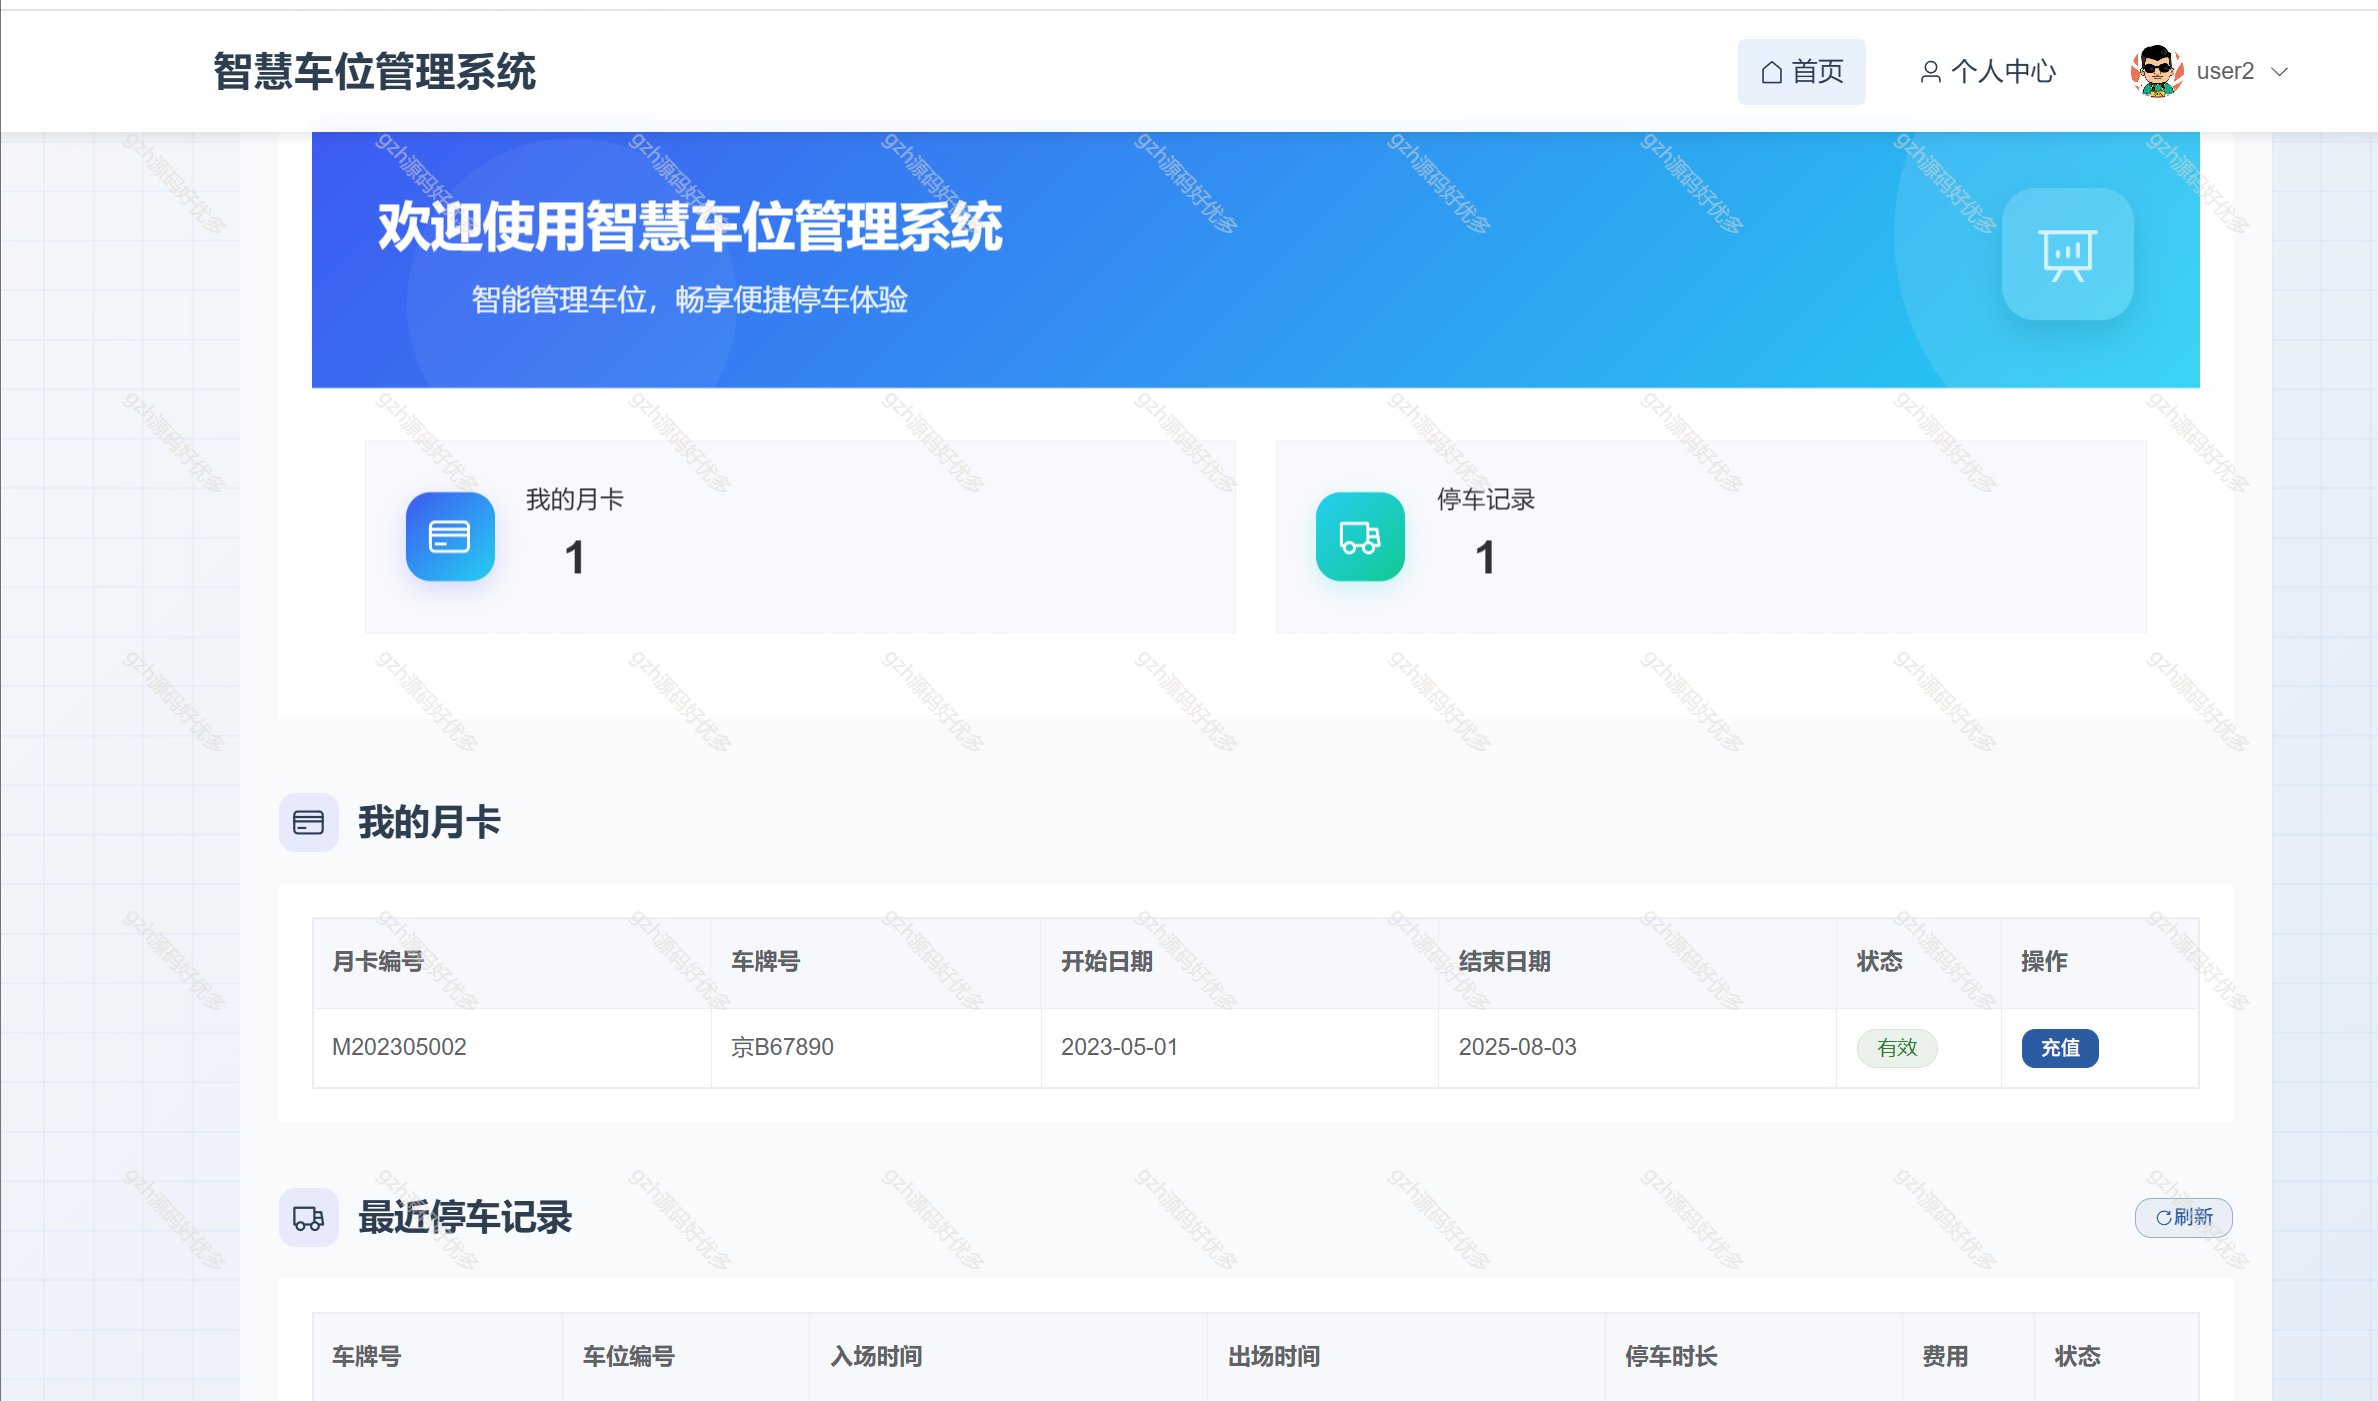 智慧车位管理系统
首页
个人中心
user2
欢迎使用智慧车位管理系统
智能管理车位，畅享便捷停车体验
我的月卡
1
停车记录
1
我的月卡
月卡编号 车牌号 开始日期 结束日期 状态 操作
M202305002 京B67890 2023-05-01 2025-08-03 有效 充值
最近停车记录
刷新
车牌号 车位编号 入场时间 出场时间 停车时长 费用 状态
gzh源码好优多